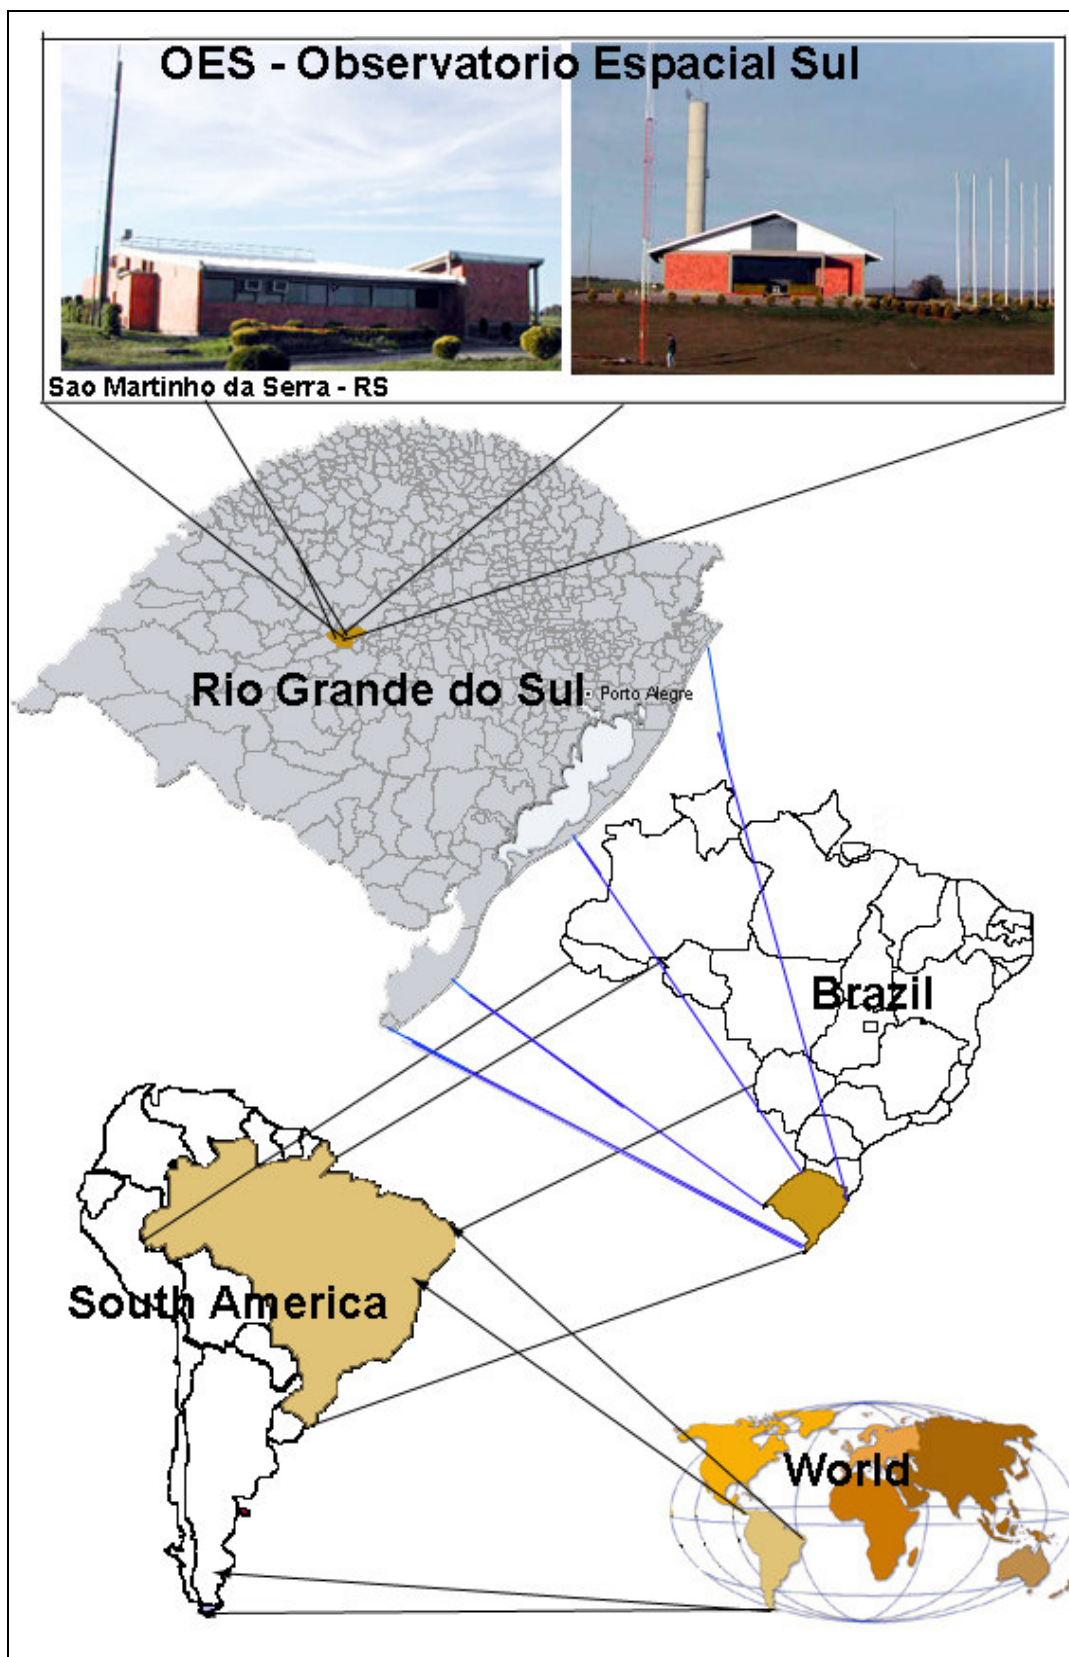 OES - Observatorio Espacial Sul
Sao Martinho da Serra - RS
Rio Grande do Sul
Porto Alegre
Brazil
South America
World